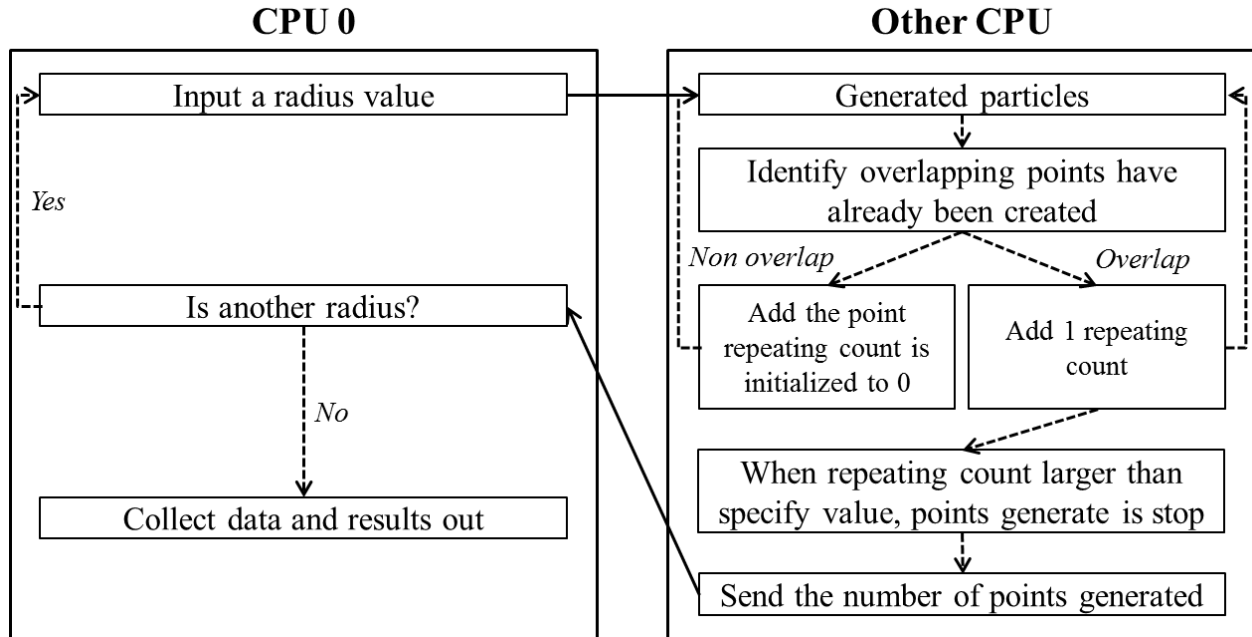 CPU 0
Input a radius value
Yes
Is another radius?
No
Collect data and results out
Other CPU
Generated particles
Identify overlapping points have
already been created
Non overlap
Overlap
Add the point
repeating count is
initialized to 0
Add 1 repeating
count
When repeating count larger than
specify value, points generate is stop
Send the number of points generated